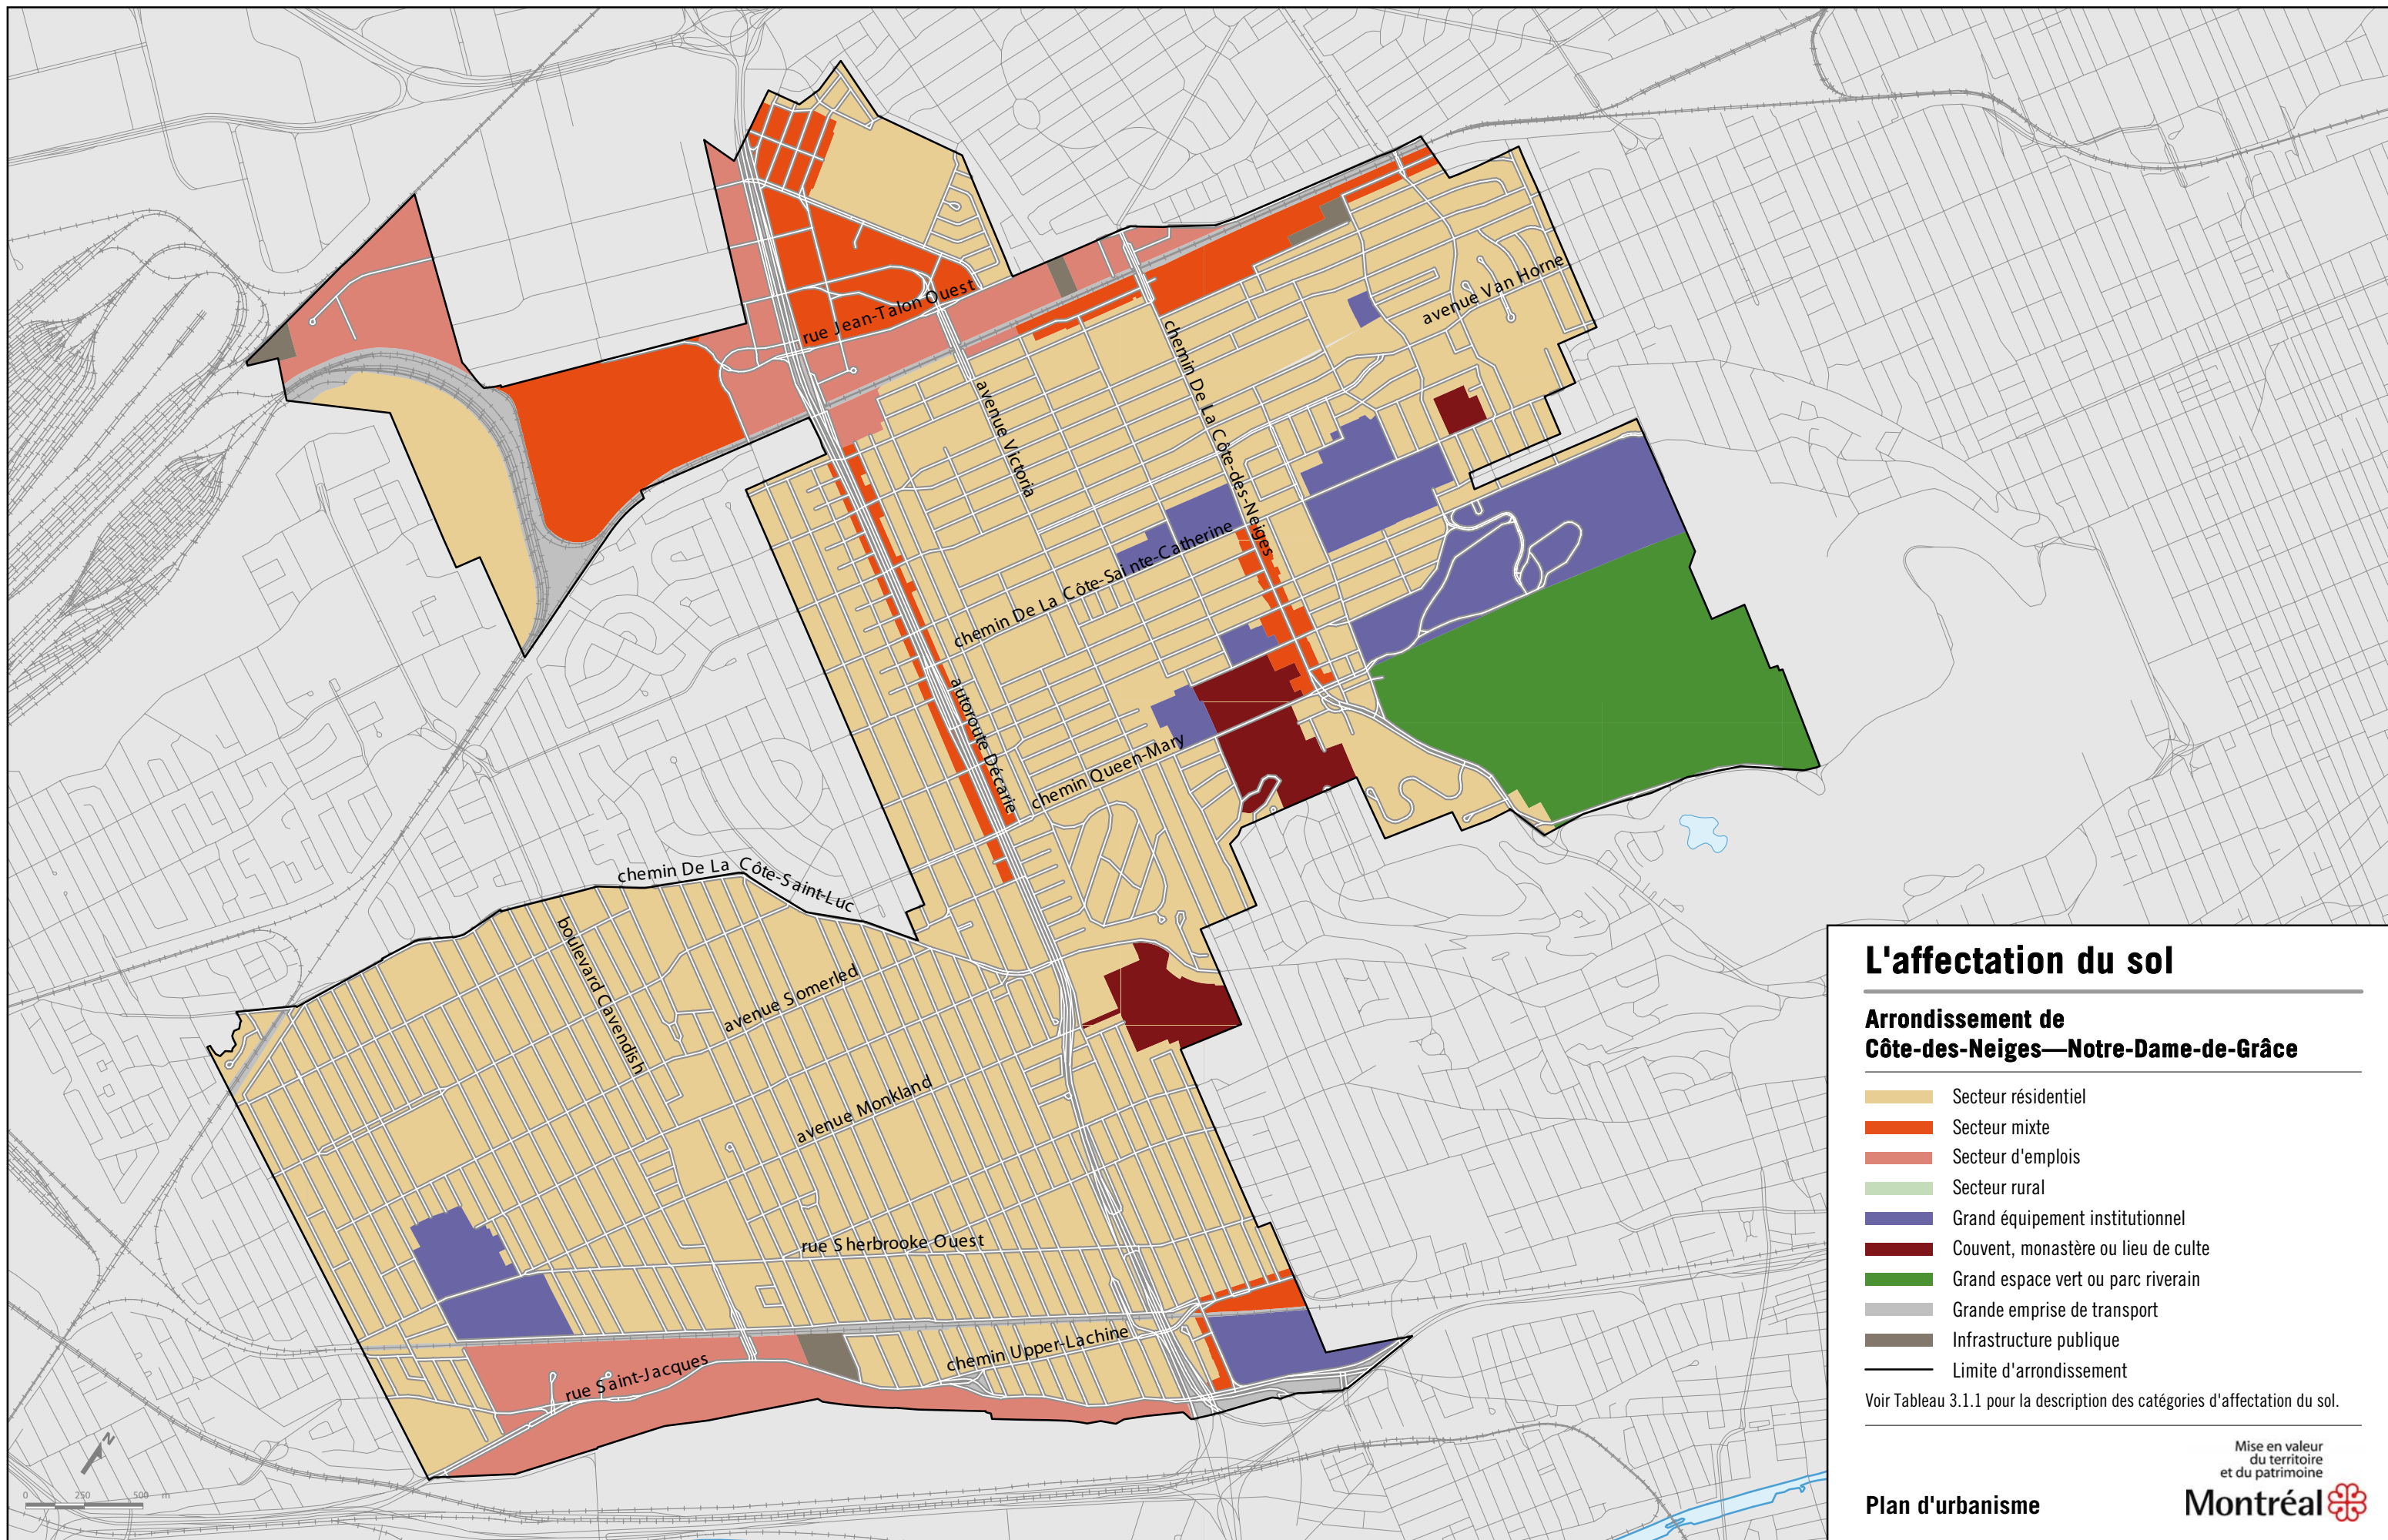 rue Jean-Talon Ouest
avenue Van Horne
chemin De La Côte-des-Neiges
avenue Victoria
chemin De La Côte-Sainte-Catherine
autoroute Décarie
chemin Queen-Mary
chemin De La Côte-Saint-Luc
boulevard Cavendish
avenue Somerled
avenue Monkland
rue Sherbrooke Ouest
chemin Upper-Lachine
rue Saint-Jacques
N
0 250 500 m
L'affectation du sol
Arrondissement de
Côte-des-Neiges—Notre-Dame-de-Grâce
Secteur résidentiel
Secteur mixte
Secteur d'emplois
Secteur rural
Grand équipement institutionnel
Couvent, monastère ou lieu de culte
Grand espace vert ou parc riverain
Grande emprise de transport
Infrastructure publique
Limite d'arrondissement
Voir Tableau 3.1.1 pour la description des catégories d'affectation du sol.
Mise en valeur
du territoire
et du patrimoine
Plan d'urbanisme
Montréal